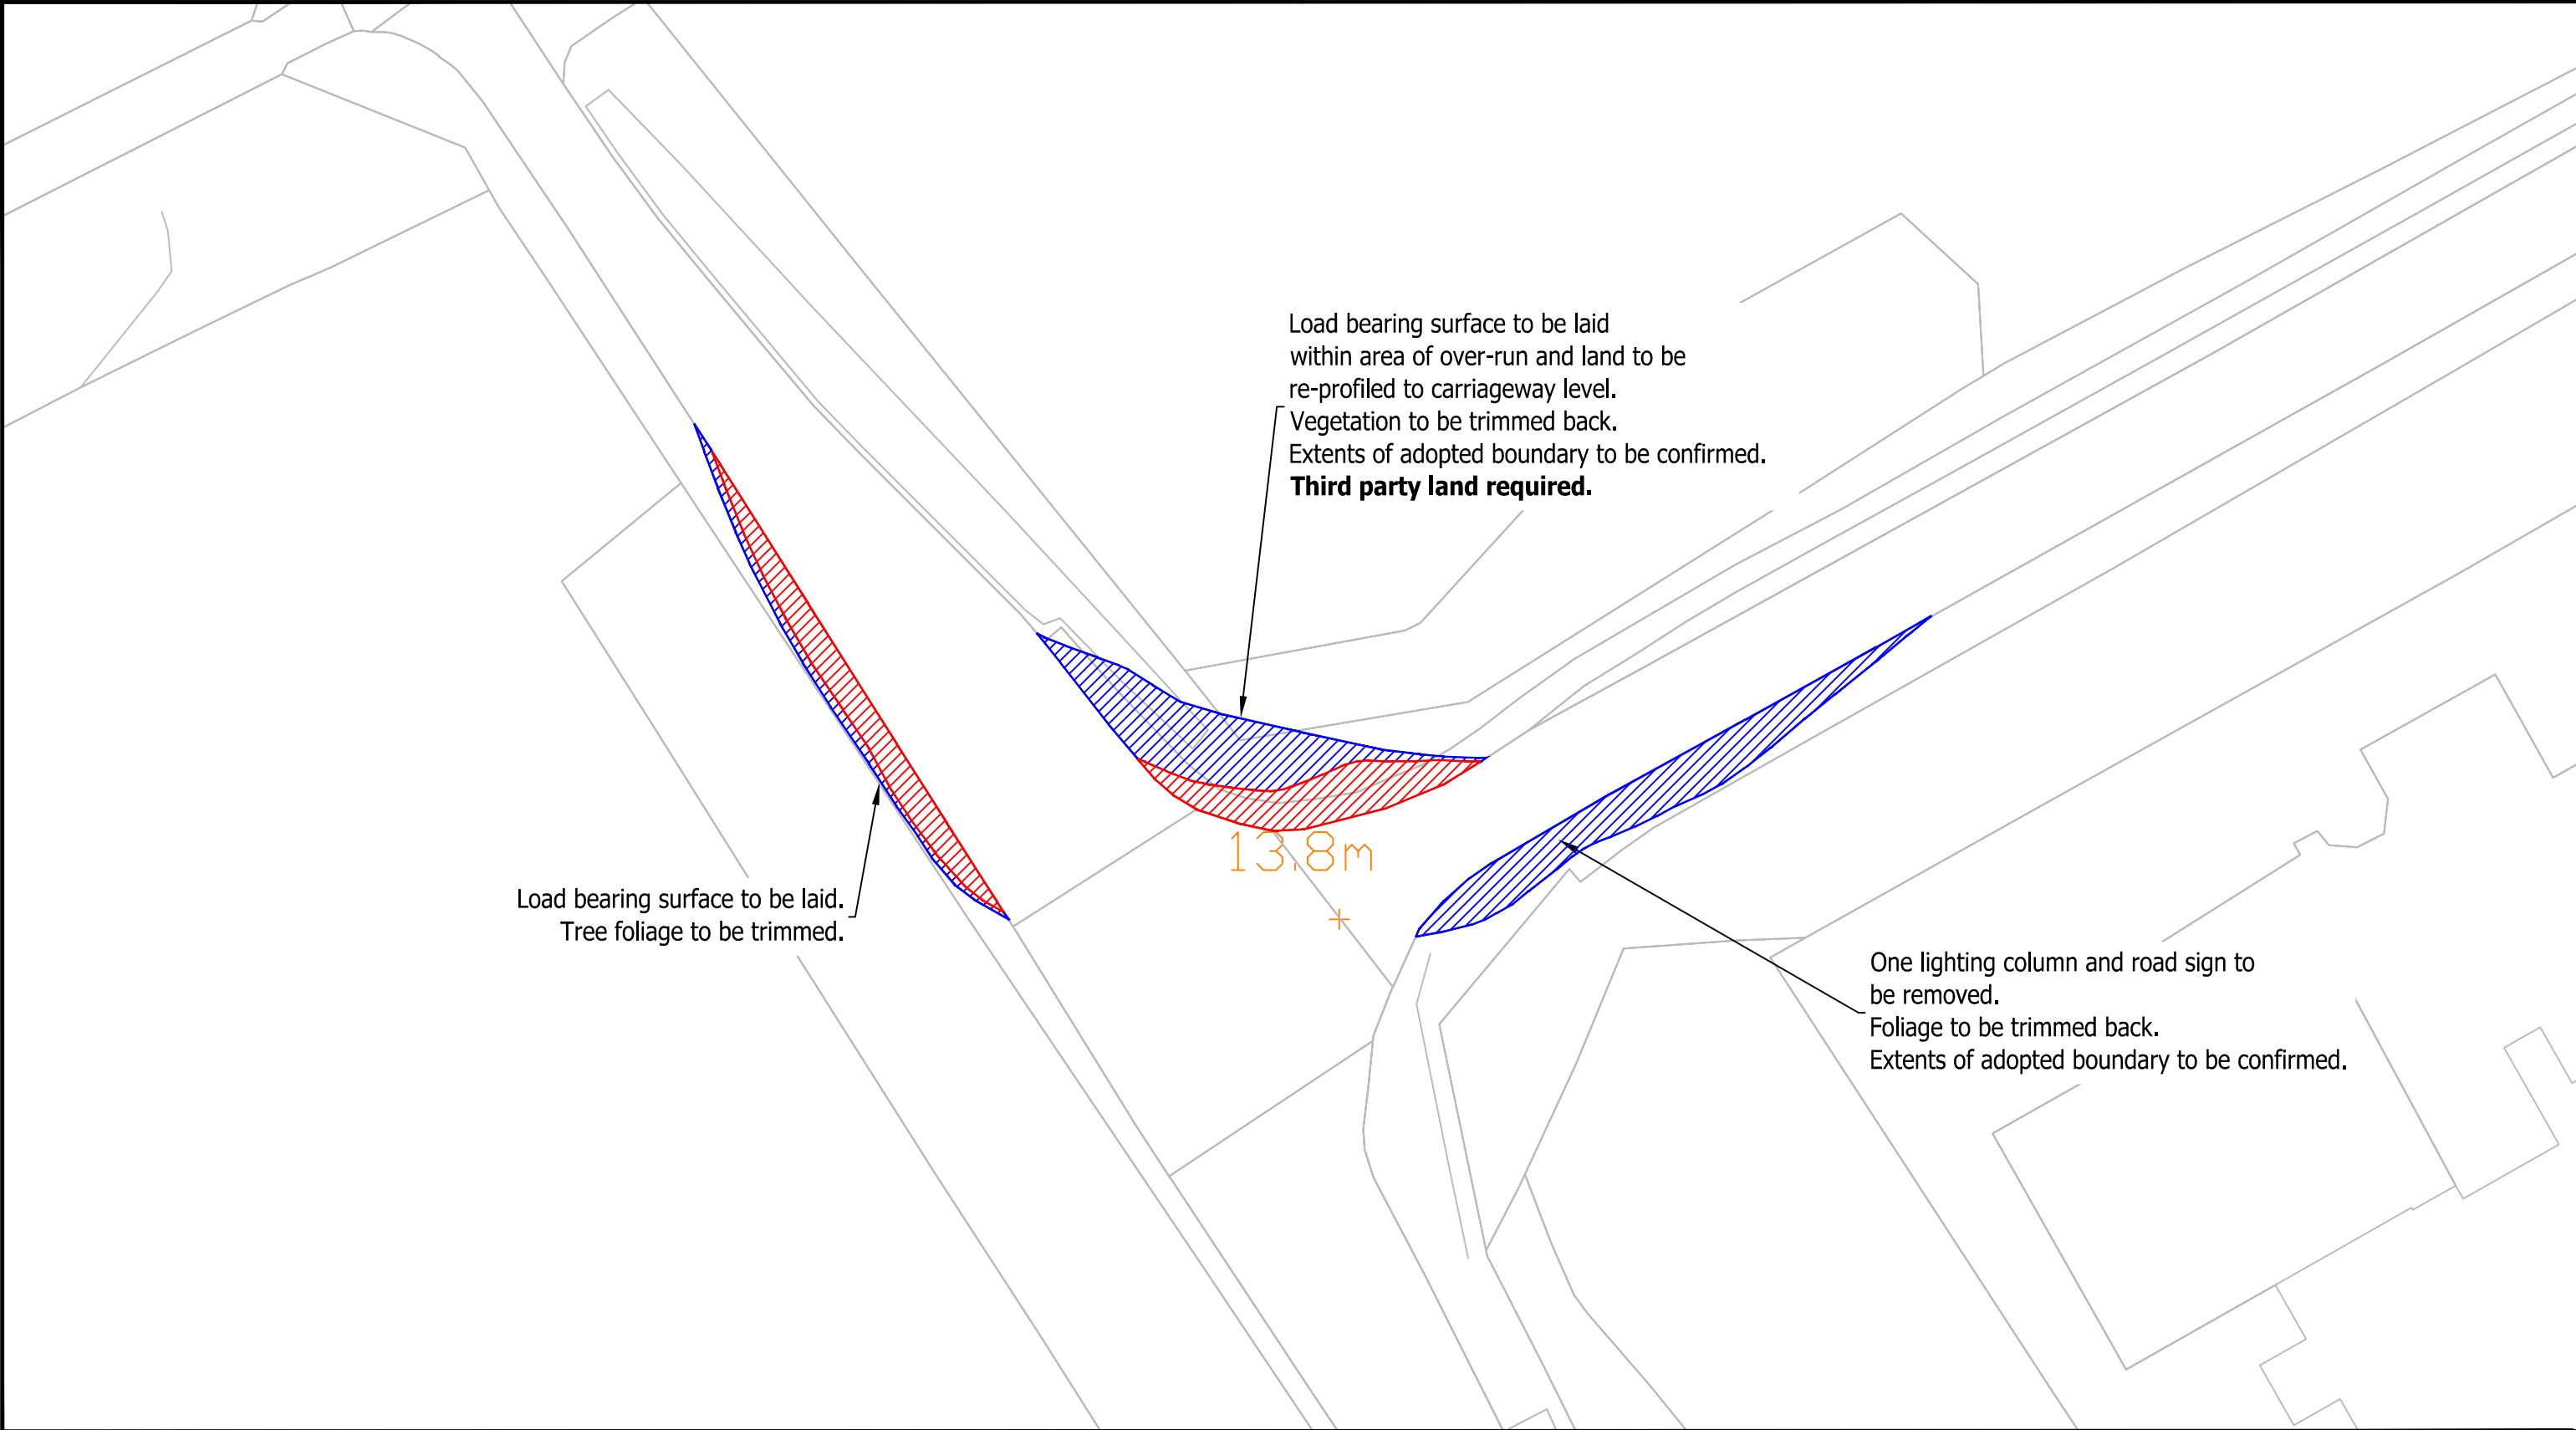 Load bearing surface to be laid
within area of over-run and land to be
re-profiled to carriageway level.
Vegetation to be trimmed back.
Extents of adopted boundary to be confirmed.
Third party land required.
13.8m
Load bearing surface to be laid.
Tree foliage to be trimmed.
One lighting column and road sign to
be removed.
Foliage to be trimmed back.
Extents of adopted boundary to be confirmed.